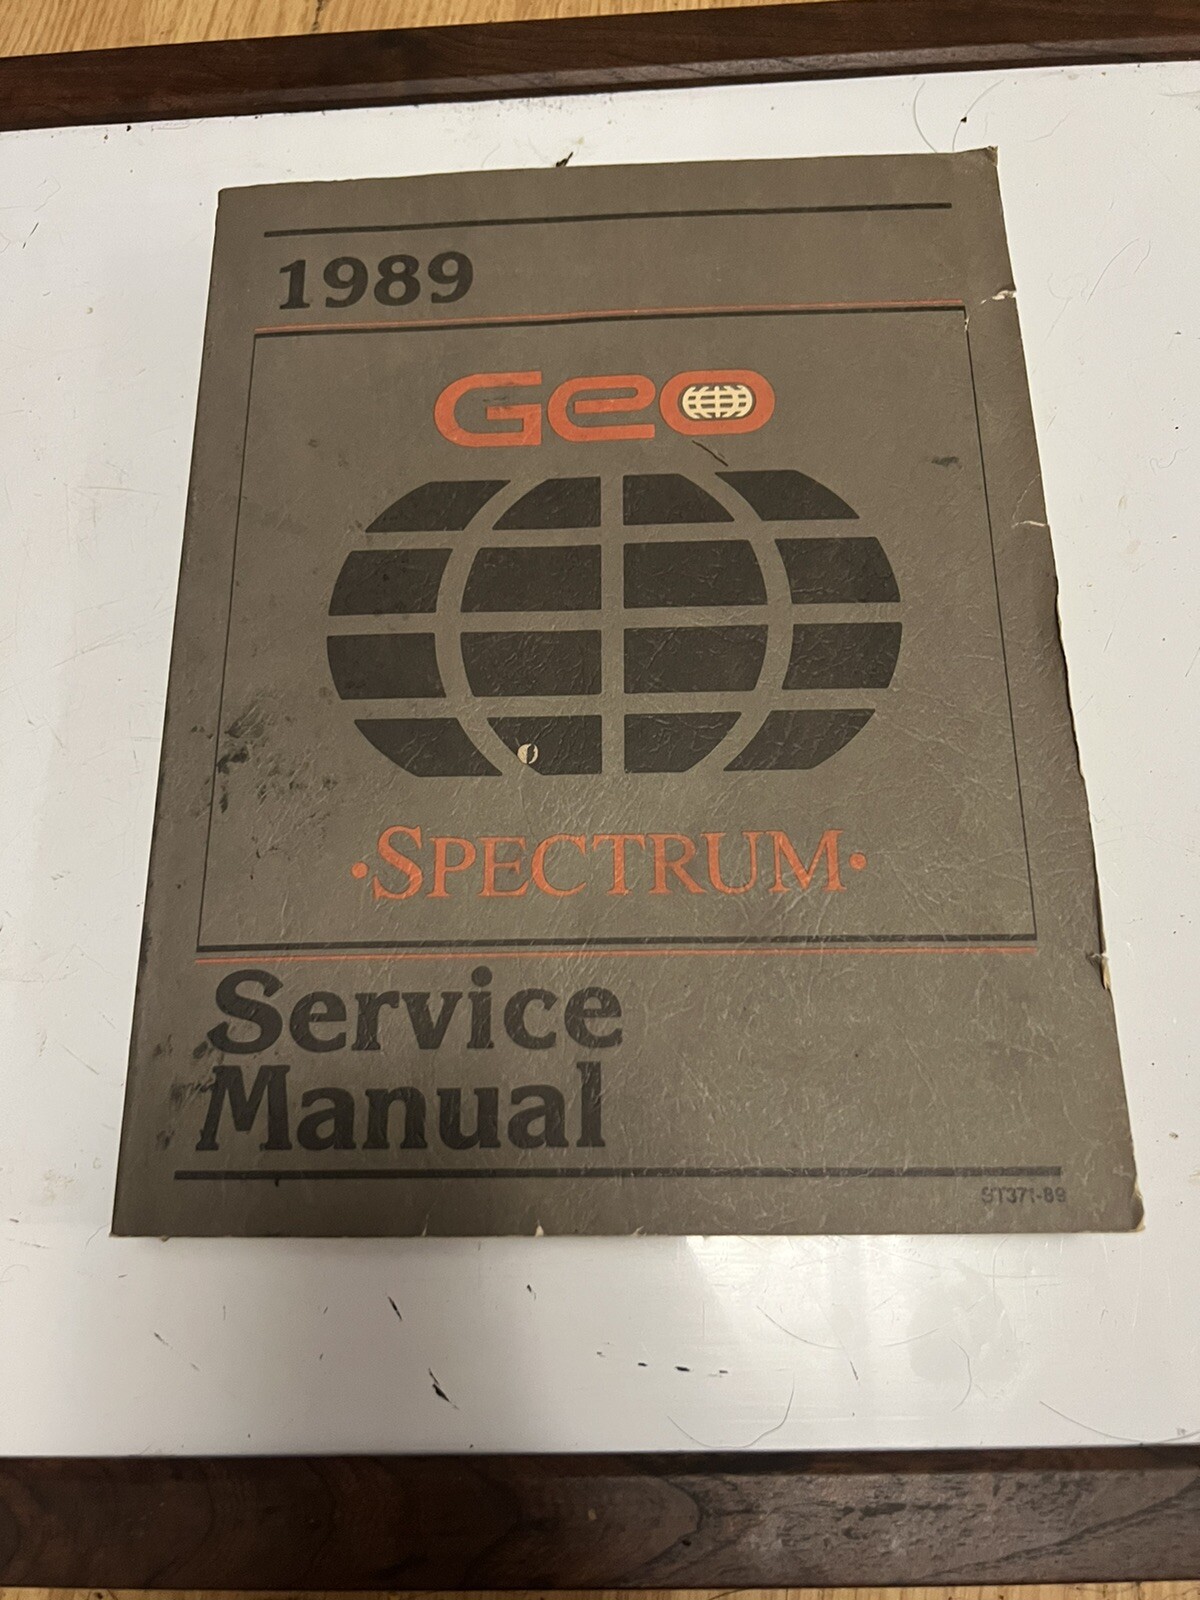 1989
Geo
•SPECTRUM•
Service
Manual
ST371-89